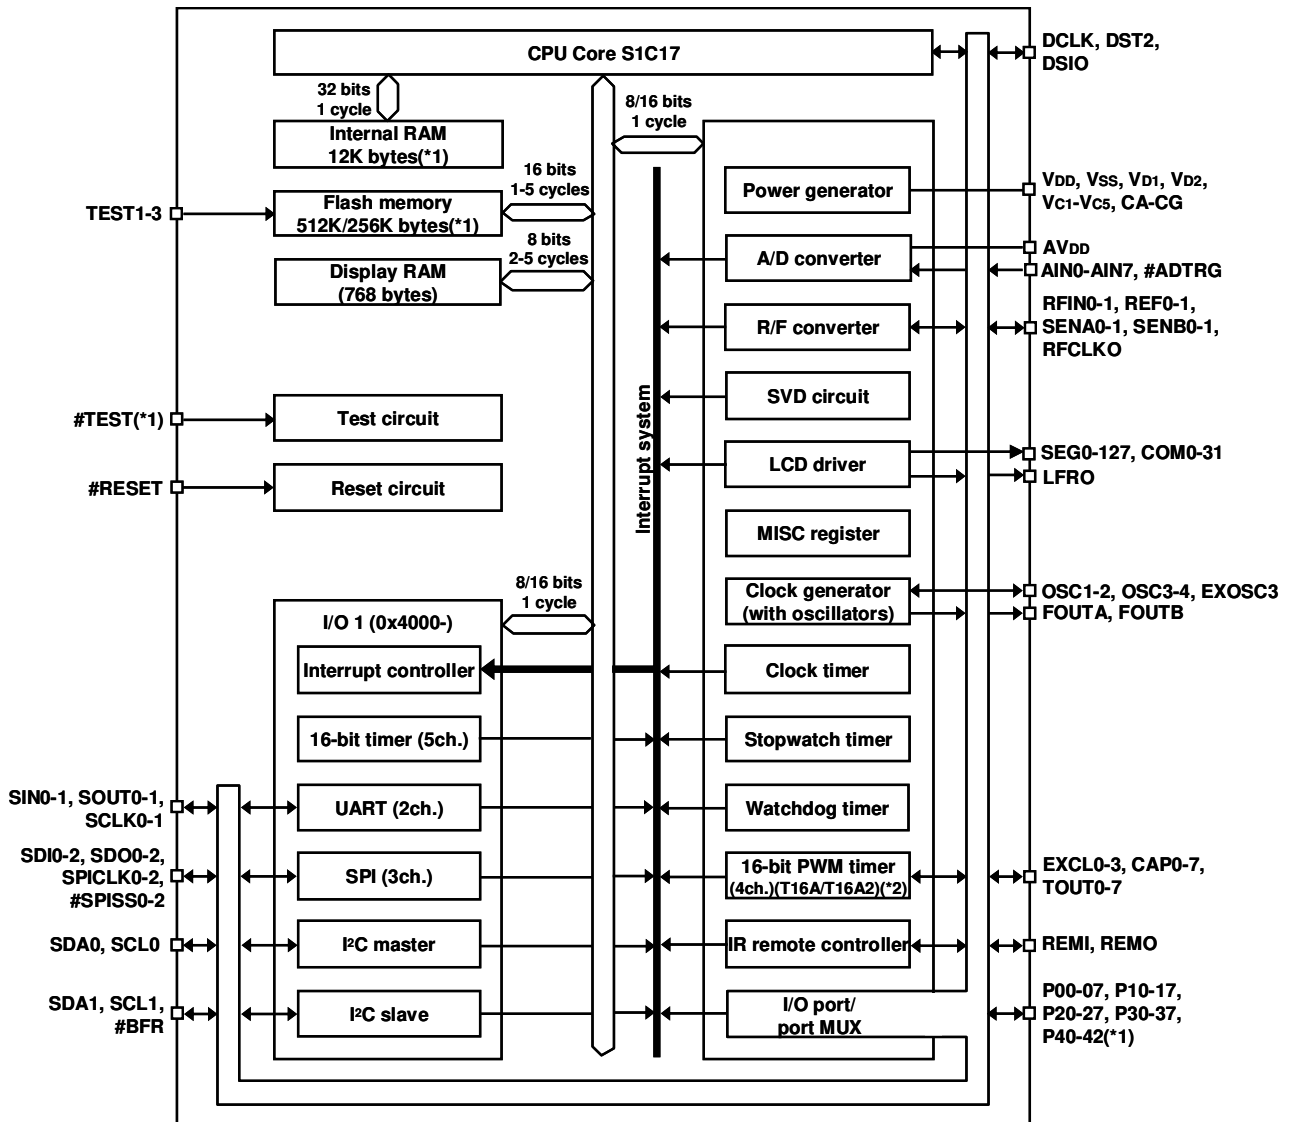 CPU Core S1C17
DCLK, DST2,
DSIO
32 bits
1 cycle
8/16 bits
1 cycle
Internal RAM
12K bytes(*1)
16 bits
1-5 cycles
TEST1-3
Flash memory
512K/256K bytes(*1)
8 bits
2-5 cycles
Display RAM
(768 bytes)
#TEST(*1)
Test circuit
#RESET
Reset circuit
Interrupt system
Power generator
VDD, VSS, VD1, VD2,
VC1-VC5, CA-CG
A/D converter
AVDD
AIN0-AIN7, #ADTRG
R/F converter
RFIN0-1, REF0-1,
SENA0-1, SENB0-1,
RFCLKO
SVD circuit
LCD driver
SEG0-127, COM0-31
LFRO
MISC register
Clock generator
(with oscillators)
OSC1-2, OSC3-4, EXOSC3
FOUTA, FOUTB
8/16 bits
1 cycle
I/O 1 (0x4000-)
Interrupt controller
Clock timer
16-bit timer (5ch.)
Stopwatch timer
SIN0-1, SOUT0-1,
SCLK0-1
UART (2ch.)
Watchdog timer
SDI0-2, SDO0-2,
SPICLK0-2,
#SPISS0-2
SPI (3ch.)
16-bit PWM timer
(4ch.)(T16A/T16A2)(*2)
EXCL0-3, CAP0-7,
TOUT0-7
SDA0, SCL0
I²C master
IR remote controller
REMI, REMO
SDA1, SCL1,
#BFR
I²C slave
I/O port/
port MUX
P00-07, P10-17,
P20-27, P30-37,
P40-42(*1)